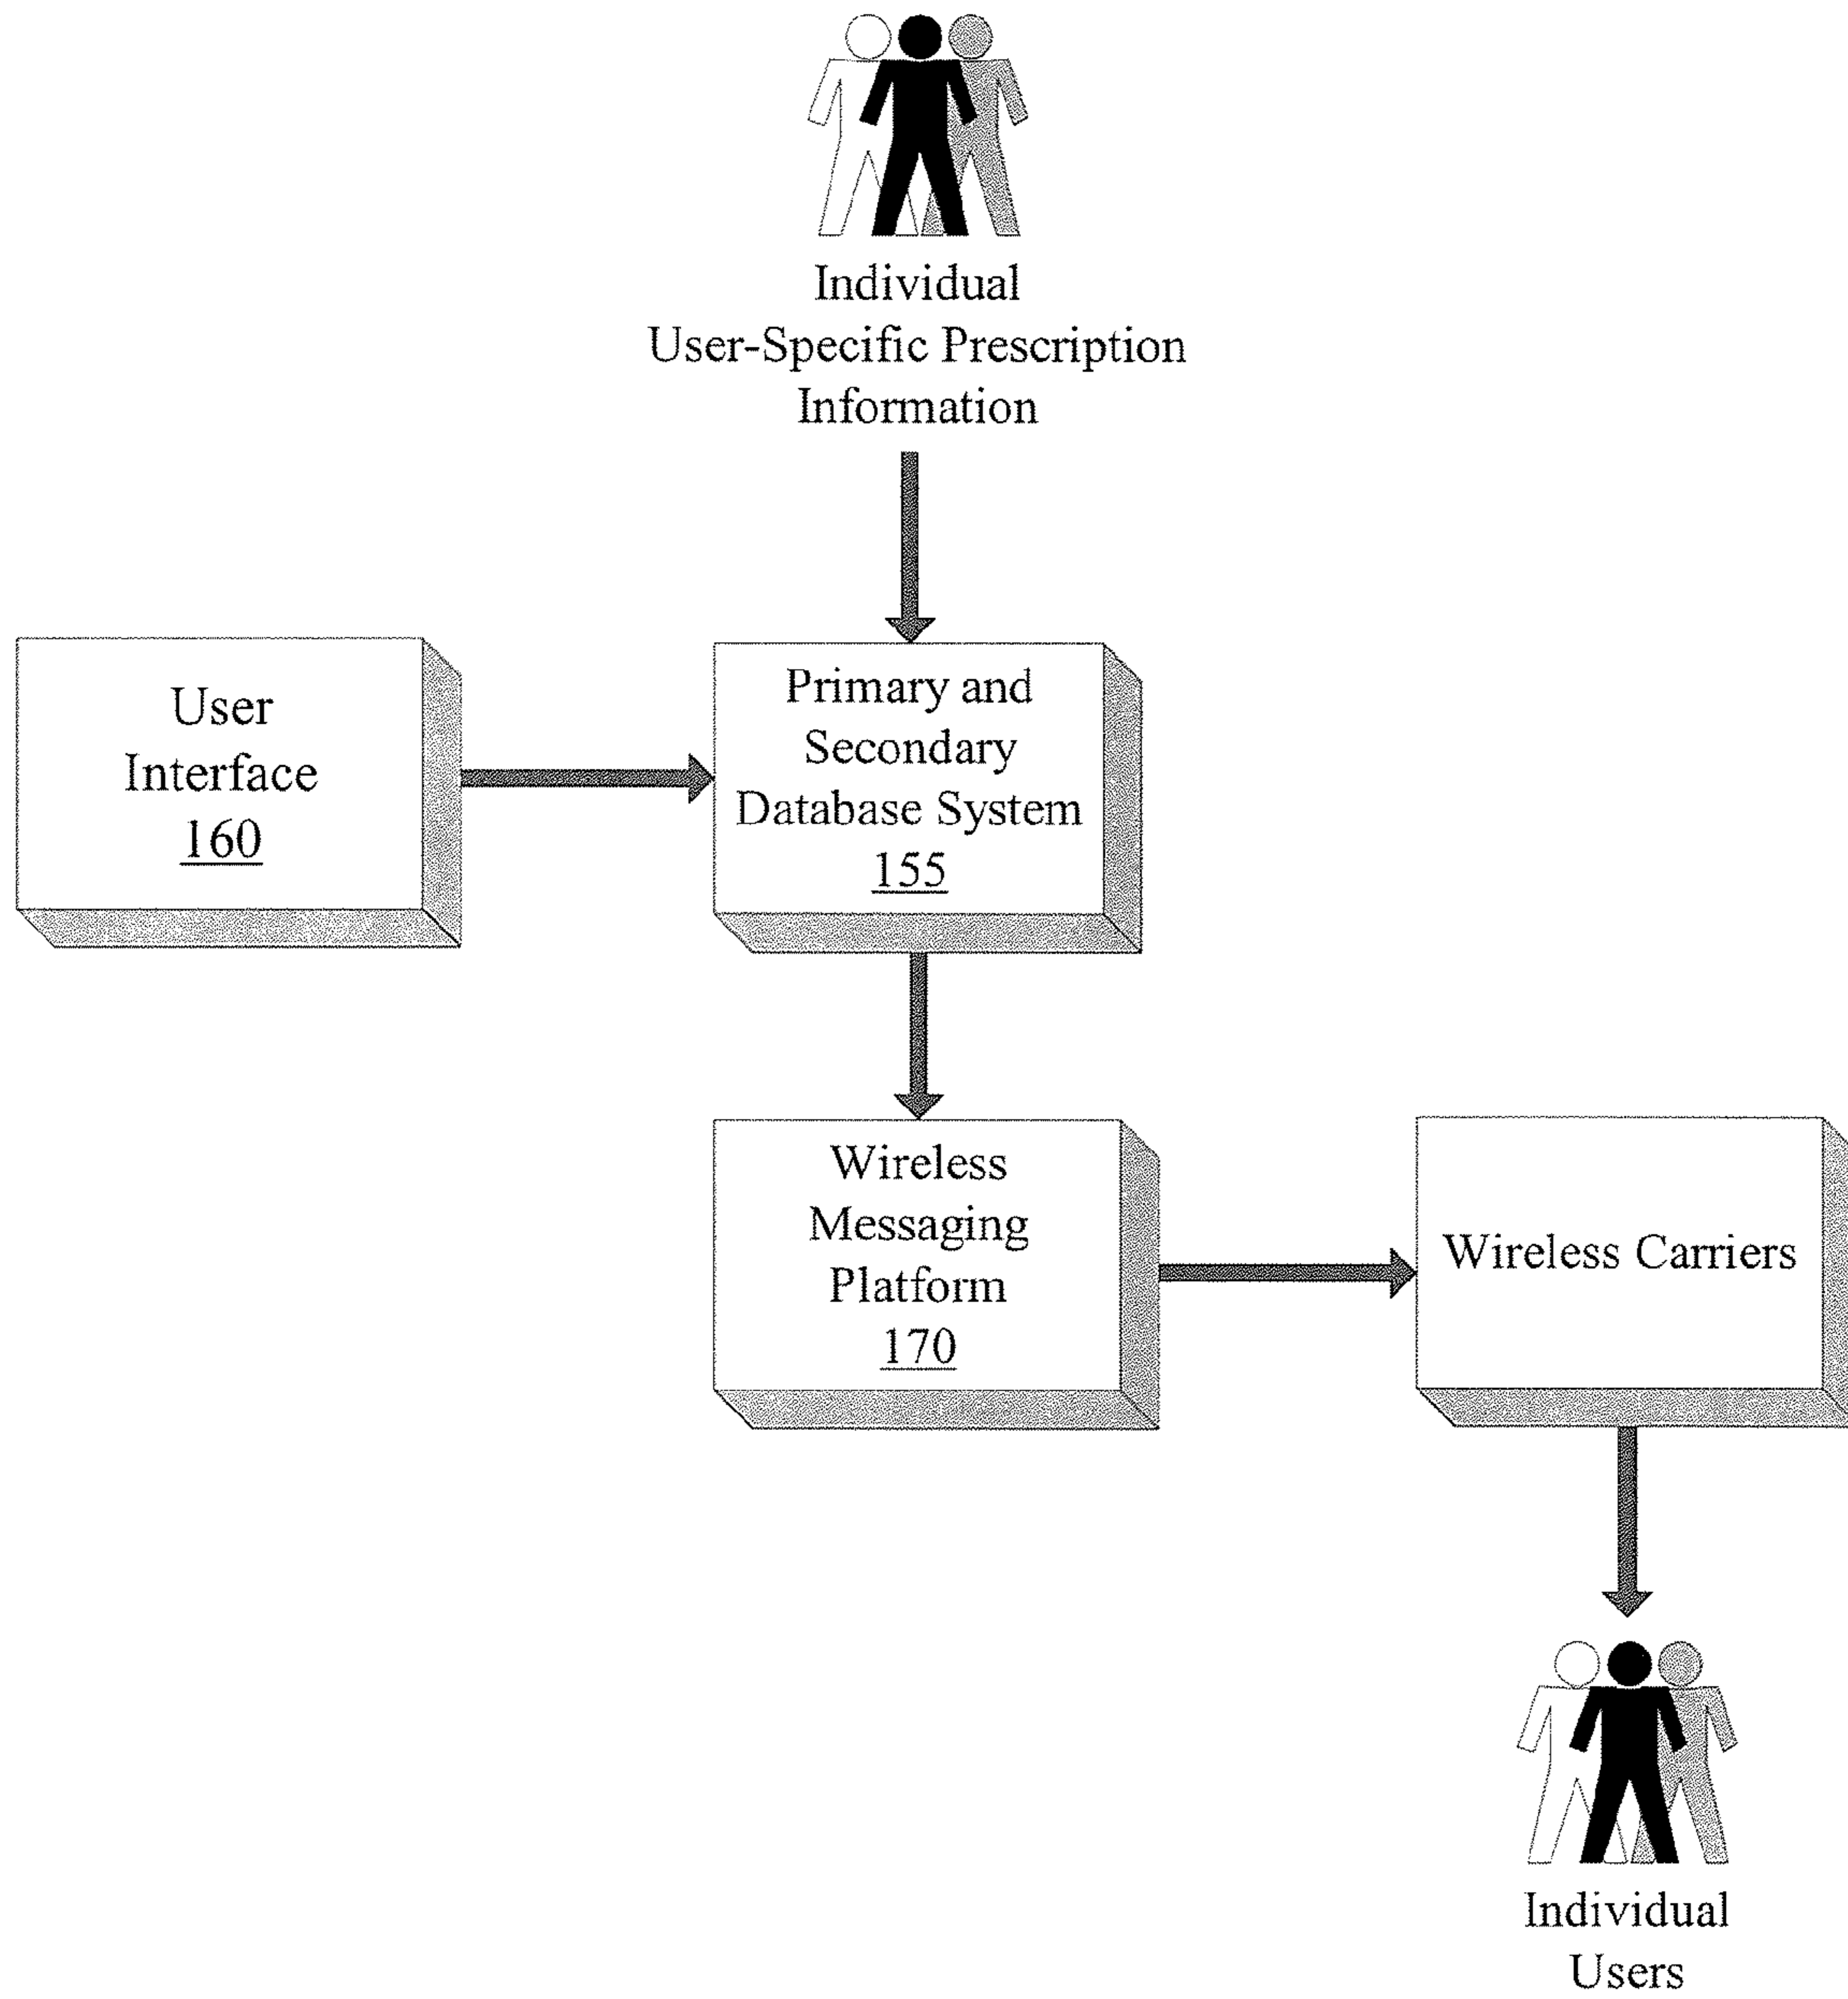 Individual
User-Specific Prescription
Information
User
Interface
160
Primary and
Secondary
Database System
155
Wireless
Messaging
Platform
170
Wireless Carriers
Individual
Users